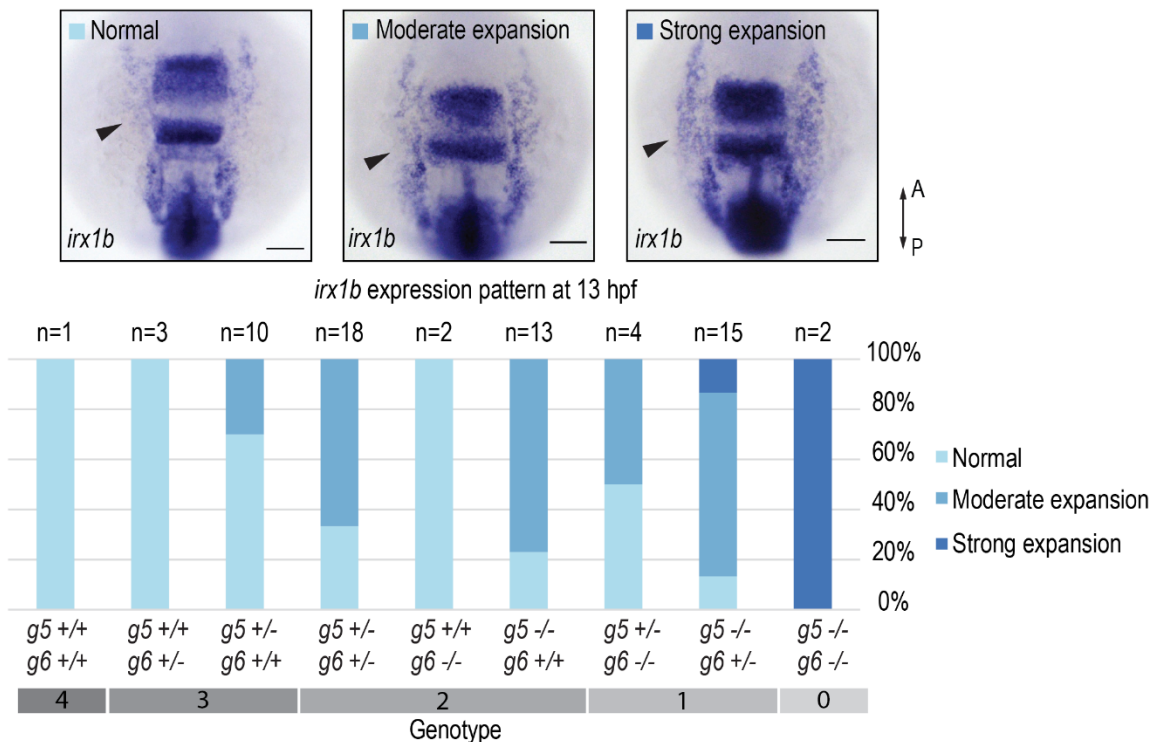 Normal
Moderate expansion
Strong expansion
irx1b
irx1b
irx1b
A
P
irx1b expression pattern at 13 hpf
n=1 n=3 n=10 n=18 n=2 n=13 n=4 n=15 n=2
100%
80%
60%
40%
20%
0%
Normal
Moderate expansion
Strong expansion
g5 +/+ g5 +/+ g5 +/- g5 +/- g5 +/+ g5 -/- g5 +/- g5 -/- g5 -/-
g6 +/+ g6 +/- g6 +/+ g6 +/- g6 -/- g6 +/+ g6 -/- g6 +/- g6 -/-
4 3 2 1 0
Genotype